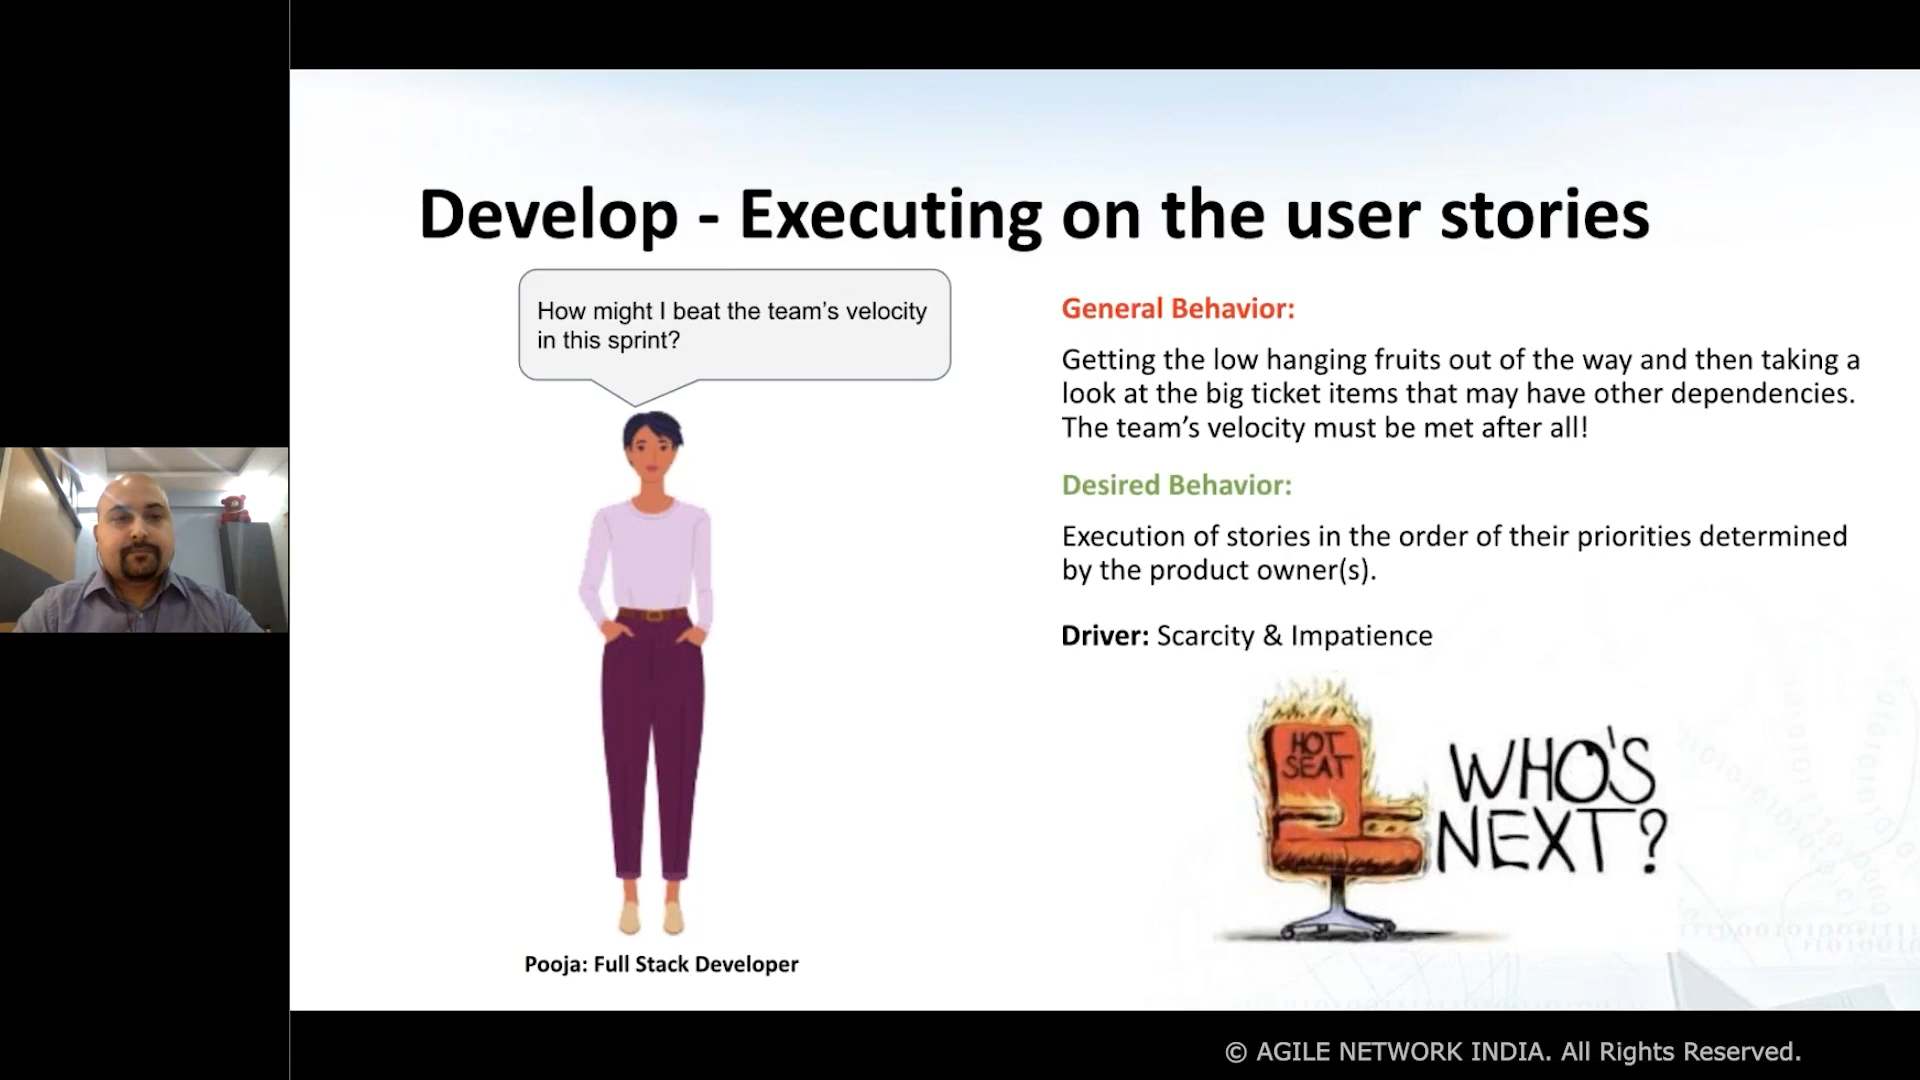 Develop - Executing on the user stories
How might I beat the team's velocity
in this sprint?
General Behavior:
Getting the low hanging fruits out of the way and then taking a
look at the big ticket items that may have other dependencies.
The team's velocity must be met after all!
Desired Behavior:
Execution of stories in the order of their priorities determined
by the product owner(s).
Driver: Scarcity & Impatience
HOT
SEAT
WHO'S
NEXT?
Pooja: Full Stack Developer
© AGILE NETWORK INDIA. All Rights Reserved.